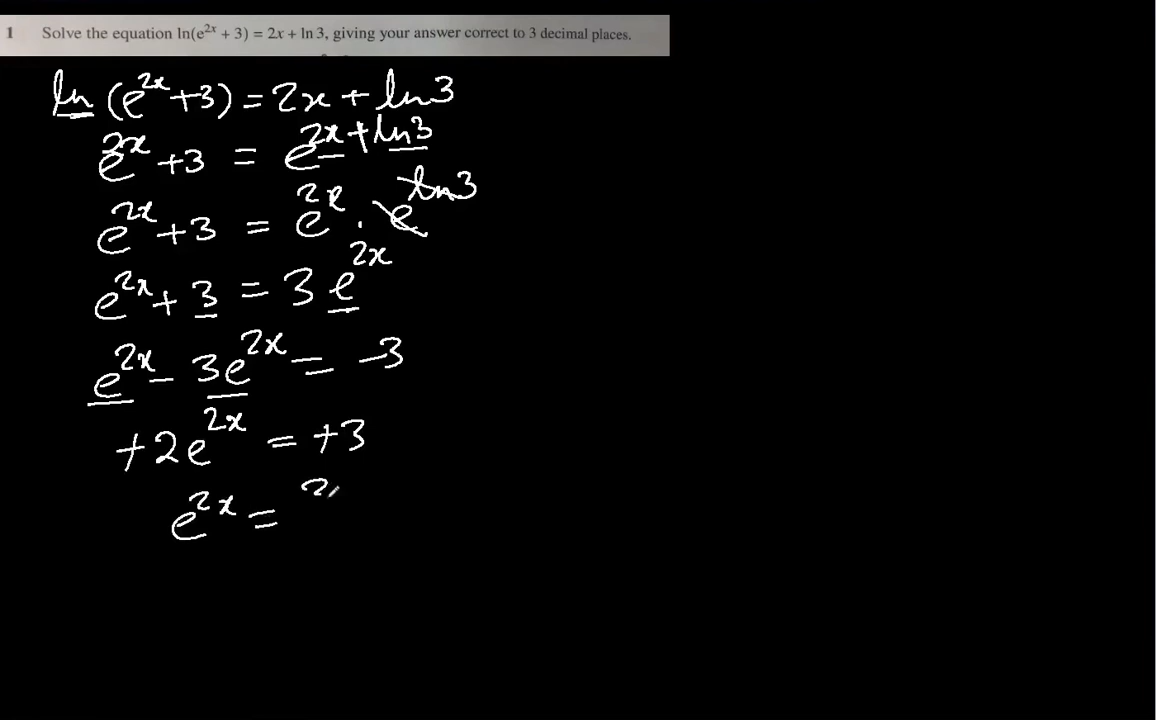 1 Solve the equation ln(e^{2x} + 3) = 2x + ln 3, giving your answer correct to 3 decimal places.
ln (e^{2x} + 3) = 2x + ln3
e^{2x} + 3 = e^{2x + ln3}
e^{2x} + 3 = e^{2x} . e^{ln3}
e^{2x} + 3 = 3 e^{2x}
e^{2x} - 3e^{2x} = -3
+2e^{2x} = +3
e^{2x} =